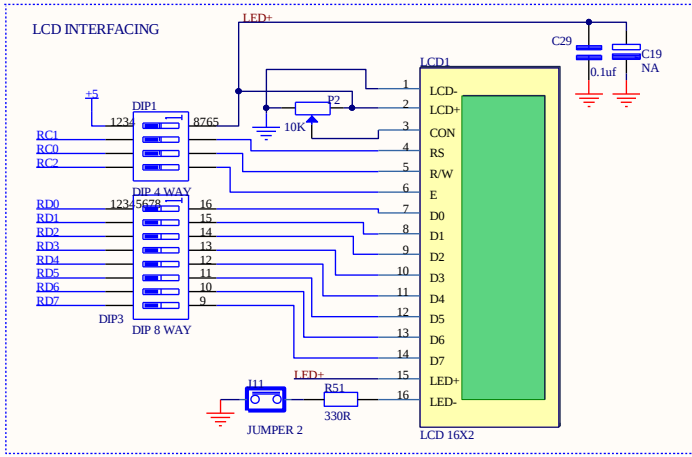 LED+
LCD INTERFACING
C29
C19
0.1uf
NA
LCD1
+5
DIP1
1234
8765
P2
10K
1
LCD-
2
LCD+
3
CON
RC1
4
RS
RC0
5
R/W
RC2
6
E
DIP 4 WAY
RD0
12345678
16
7
D0
RD1
15
8
D1
RD2
14
9
D2
RD3
13
10
D3
RD4
12
11
D4
RD5
11
12
D5
RD6
10
13
D6
RD7
9
14
D7
DIP3
DIP 8 WAY
LED+
15
LED+
J11
R51
16
LED-
330R
JUMPER 2
LCD 16X2